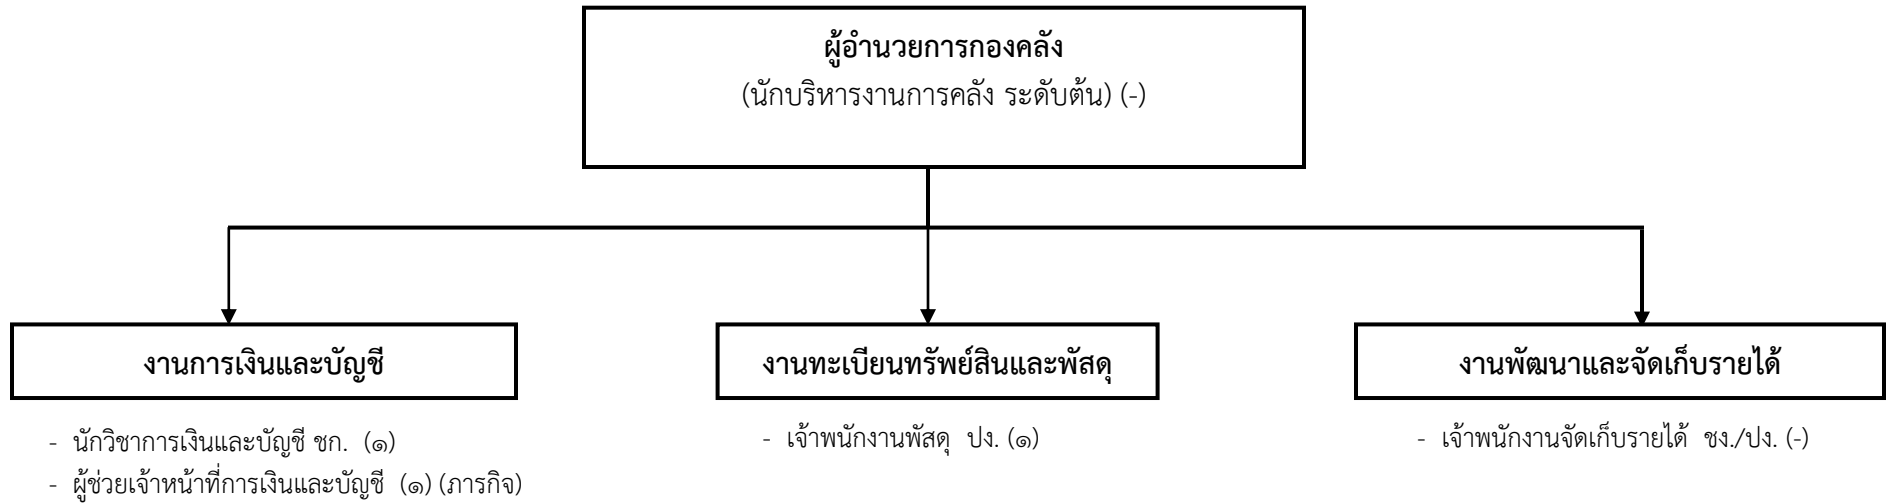 ผู้อำนวยการกองคลัง
(นักบริหารงานการคลัง ระดับต้น) (-)
งานการเงินและบัญชี
งานทะเบียนทรัพย์สินและพัสดุ
งานพัฒนาและจัดเก็บรายได้
- นักวิชาการเงินและบัญชี ชก. (๑)
- ผู้ช่วยเจ้าหน้าที่การเงินและบัญชี (๑) (ภารกิจ)
- เจ้าพนักงานพัสดุ ปง. (๑)
- เจ้าพนักงานจัดเก็บรายได้ ชง./ปง. (-)